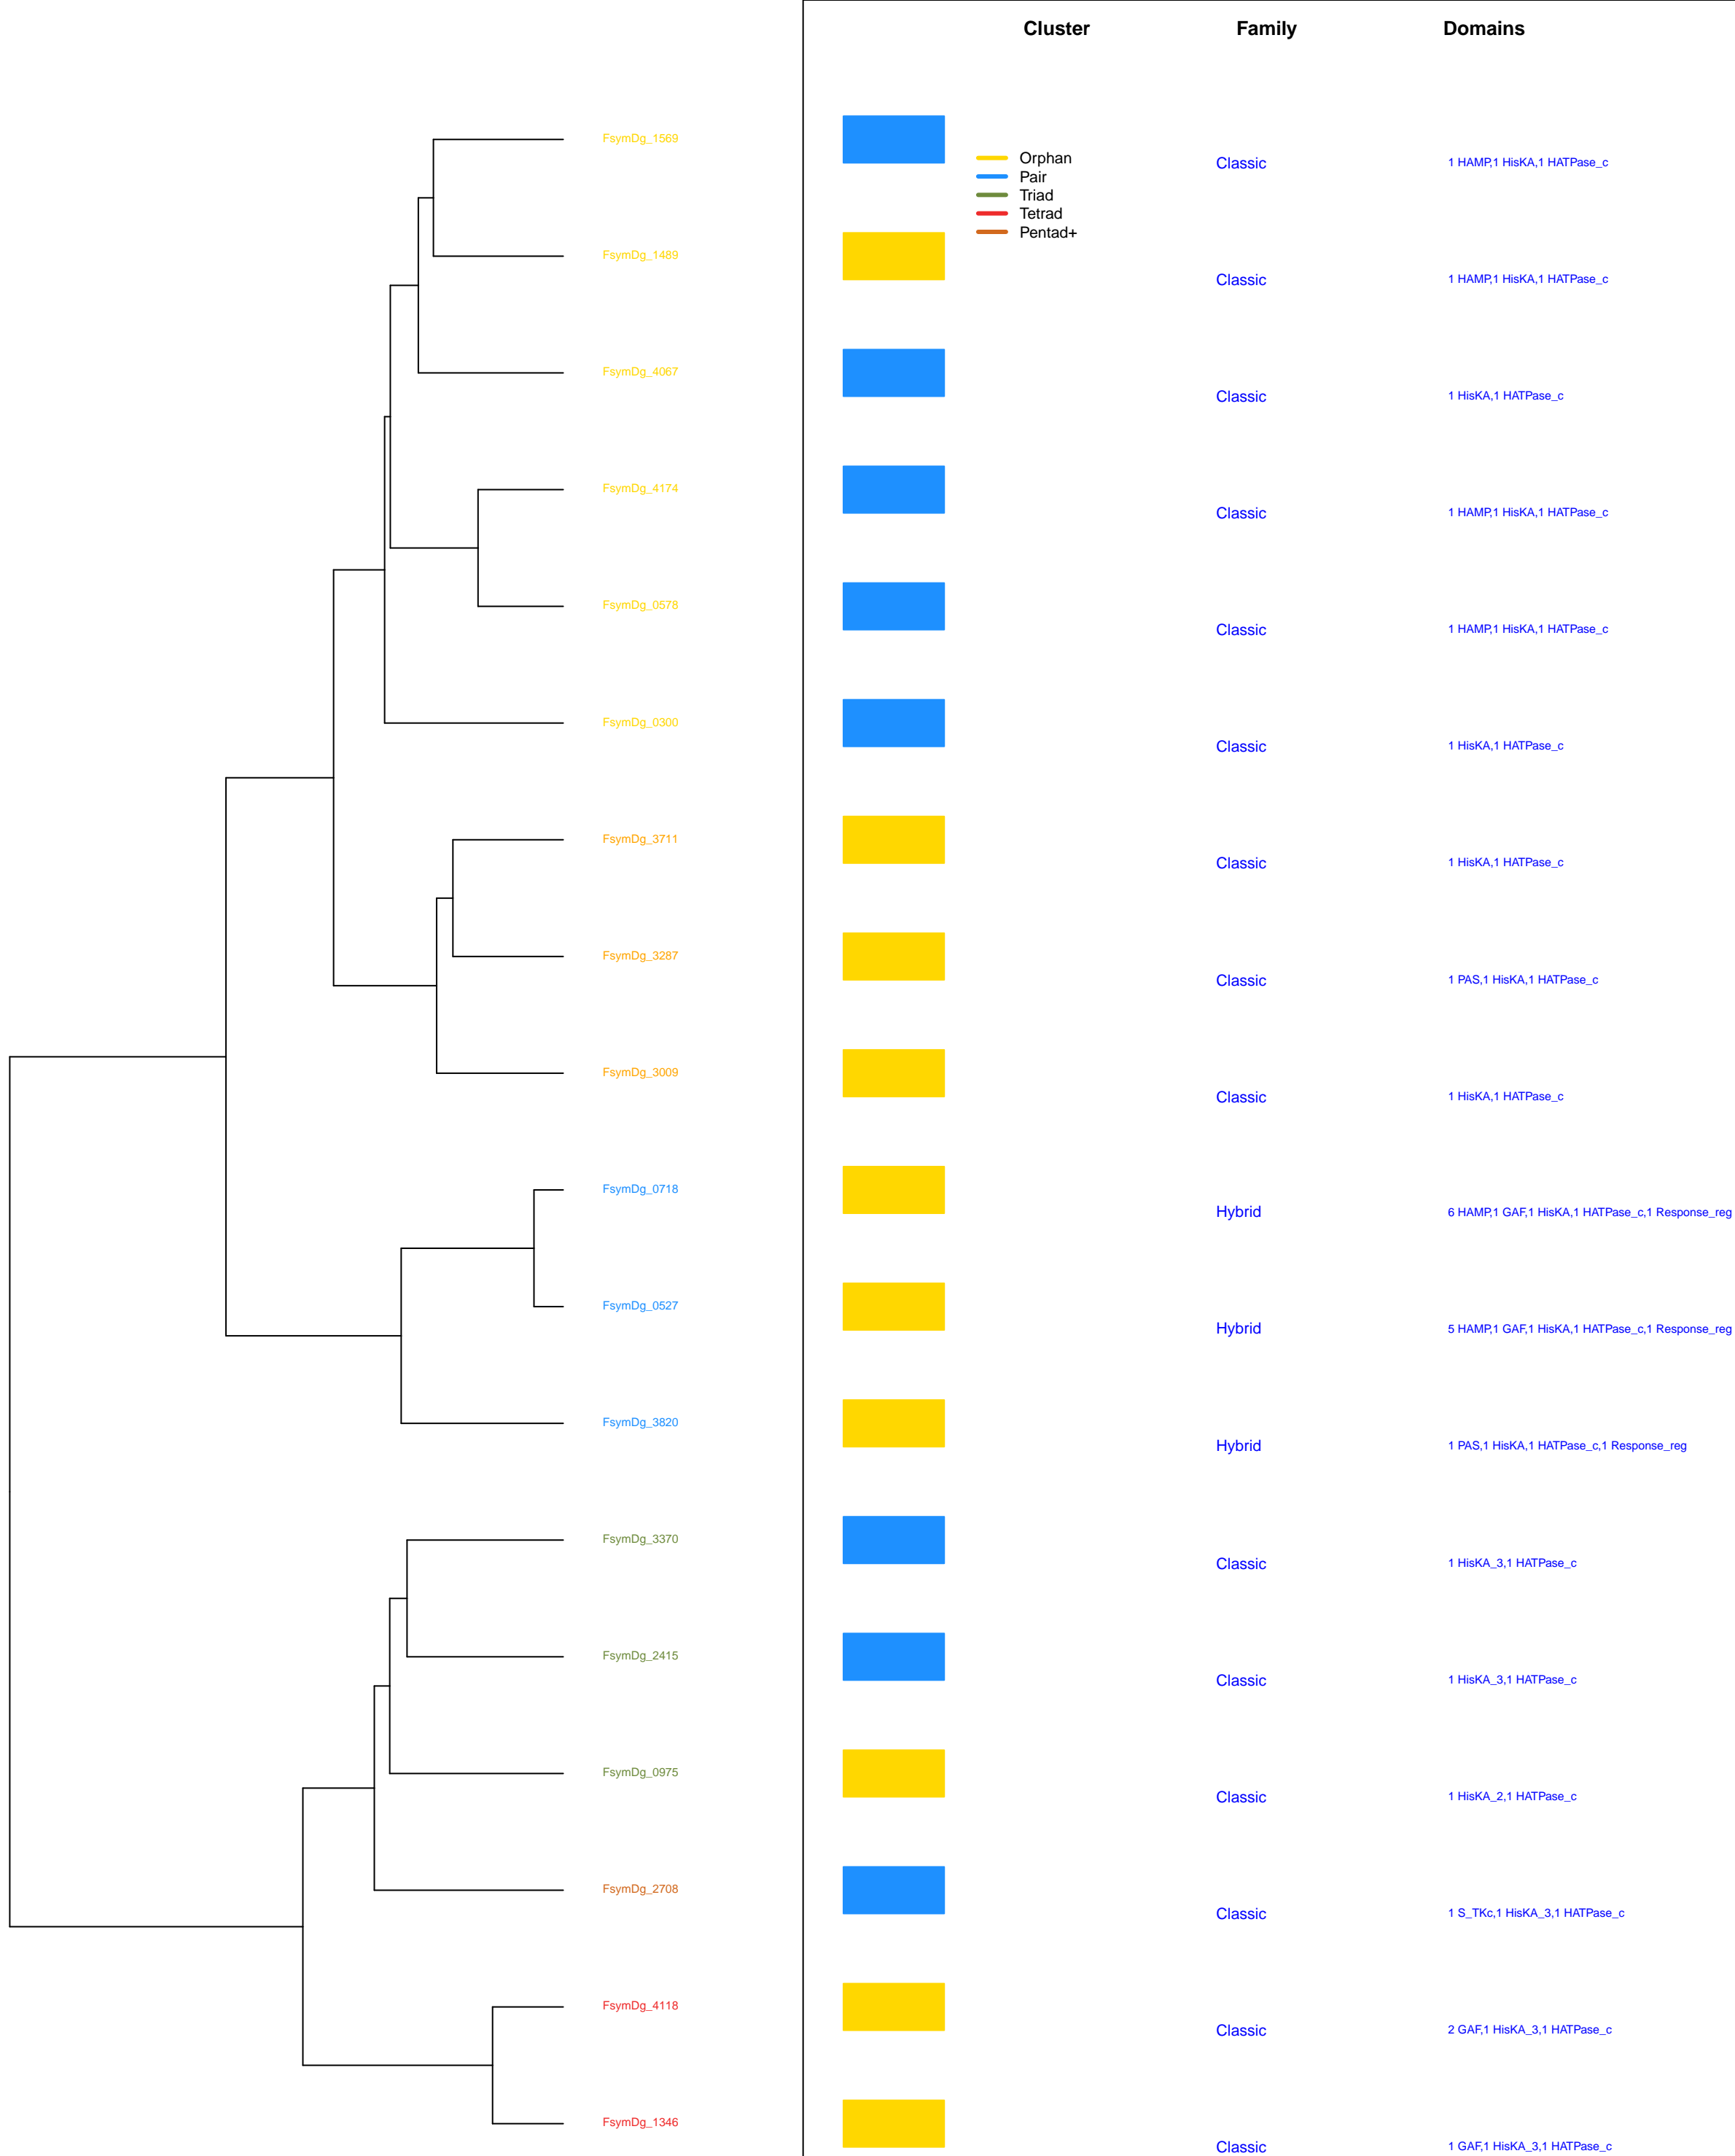 Cluster Family Domains
FsymDg_1569
Orphan
Classic 1 HAMP,1 HisKA,1 HATPase_c
Pair
Triad
Tetrad
Pentad+
FsymDg_1489
Classic 1 HAMP,1 HisKA,1 HATPase_c
FsymDg_4067
Classic 1 HisKA,1 HATPase_c
FsymDg_4174
Classic 1 HAMP,1 HisKA,1 HATPase_c
FsymDg_0578
Classic 1 HAMP,1 HisKA,1 HATPase_c
FsymDg_0300
Classic 1 HisKA,1 HATPase_c
FsymDg_3711
Classic 1 HisKA,1 HATPase_c
FsymDg_3287
Classic 1 PAS,1 HisKA,1 HATPase_c
FsymDg_3009
Classic 1 HisKA,1 HATPase_c
FsymDg_0718
Hybrid 6 HAMP,1 GAF,1 HisKA,1 HATPase_c,1 Response_reg
FsymDg_0527
Hybrid 5 HAMP,1 GAF,1 HisKA,1 HATPase_c,1 Response_reg
FsymDg_3820
Hybrid 1 PAS,1 HisKA,1 HATPase_c,1 Response_reg
FsymDg_3370
Classic 1 HisKA_3,1 HATPase_c
FsymDg_2415
Classic 1 HisKA_3,1 HATPase_c
FsymDg_0975
Classic 1 HisKA_2,1 HATPase_c
FsymDg_2708
Classic 1 S_TKc,1 HisKA_3,1 HATPase_c
FsymDg_4118
Classic 2 GAF,1 HisKA_3,1 HATPase_c
FsymDg_1346
Classic 1 GAF,1 HisKA_3,1 HATPase_c